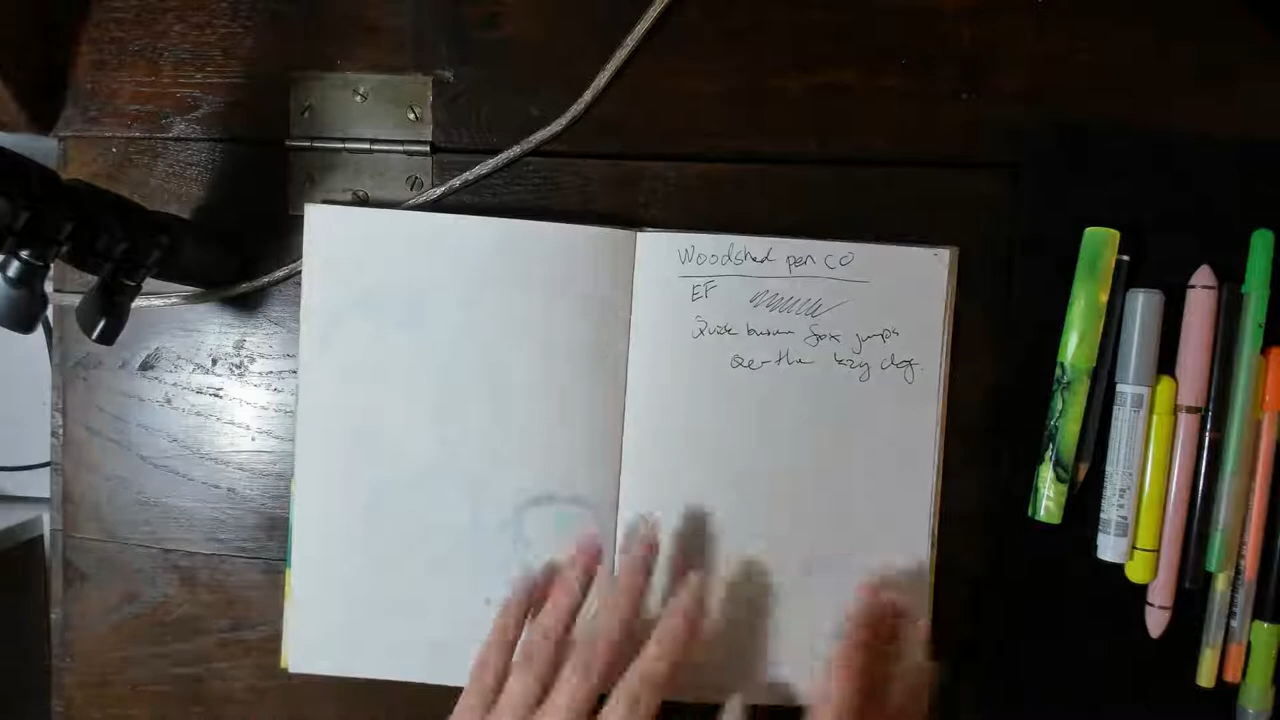 Woodshed pen co
EF
Quick brown fox jumps
over the lazy dog.